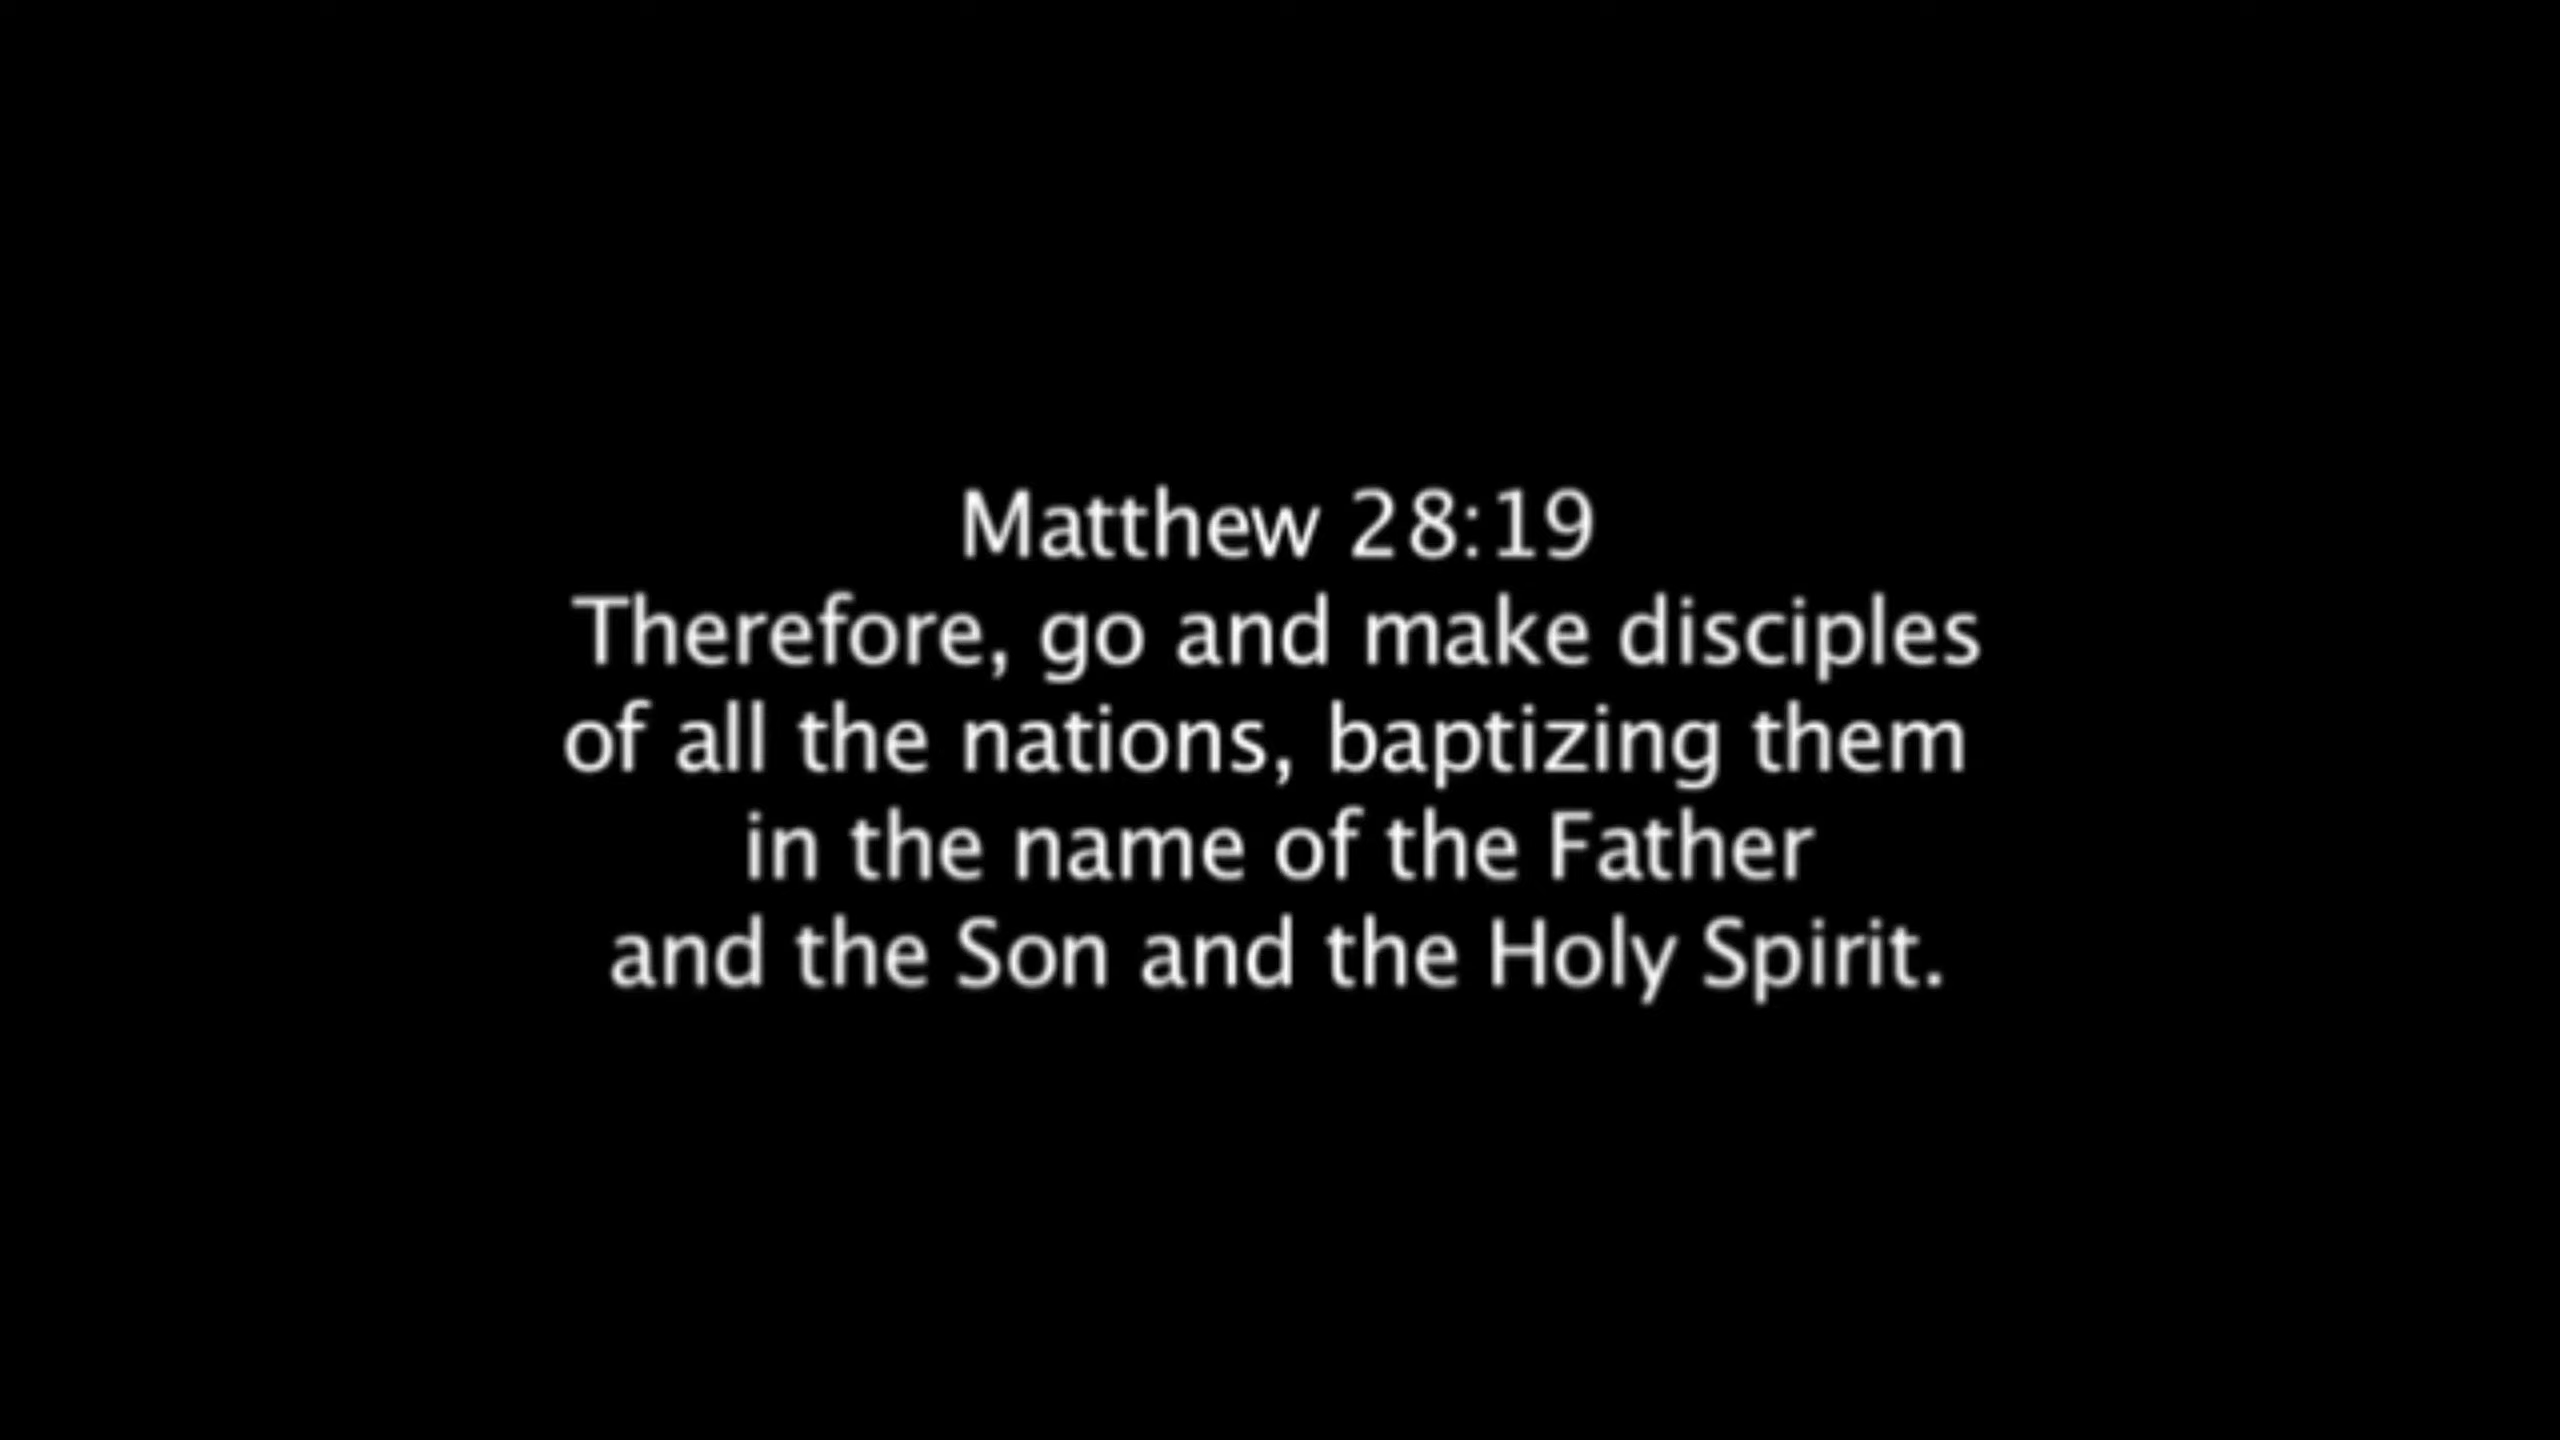 Matthew 28:19
Therefore, go and make disciples
of all the nations, baptizing them
in the name of the Father
and the Son and the Holy Spirit.